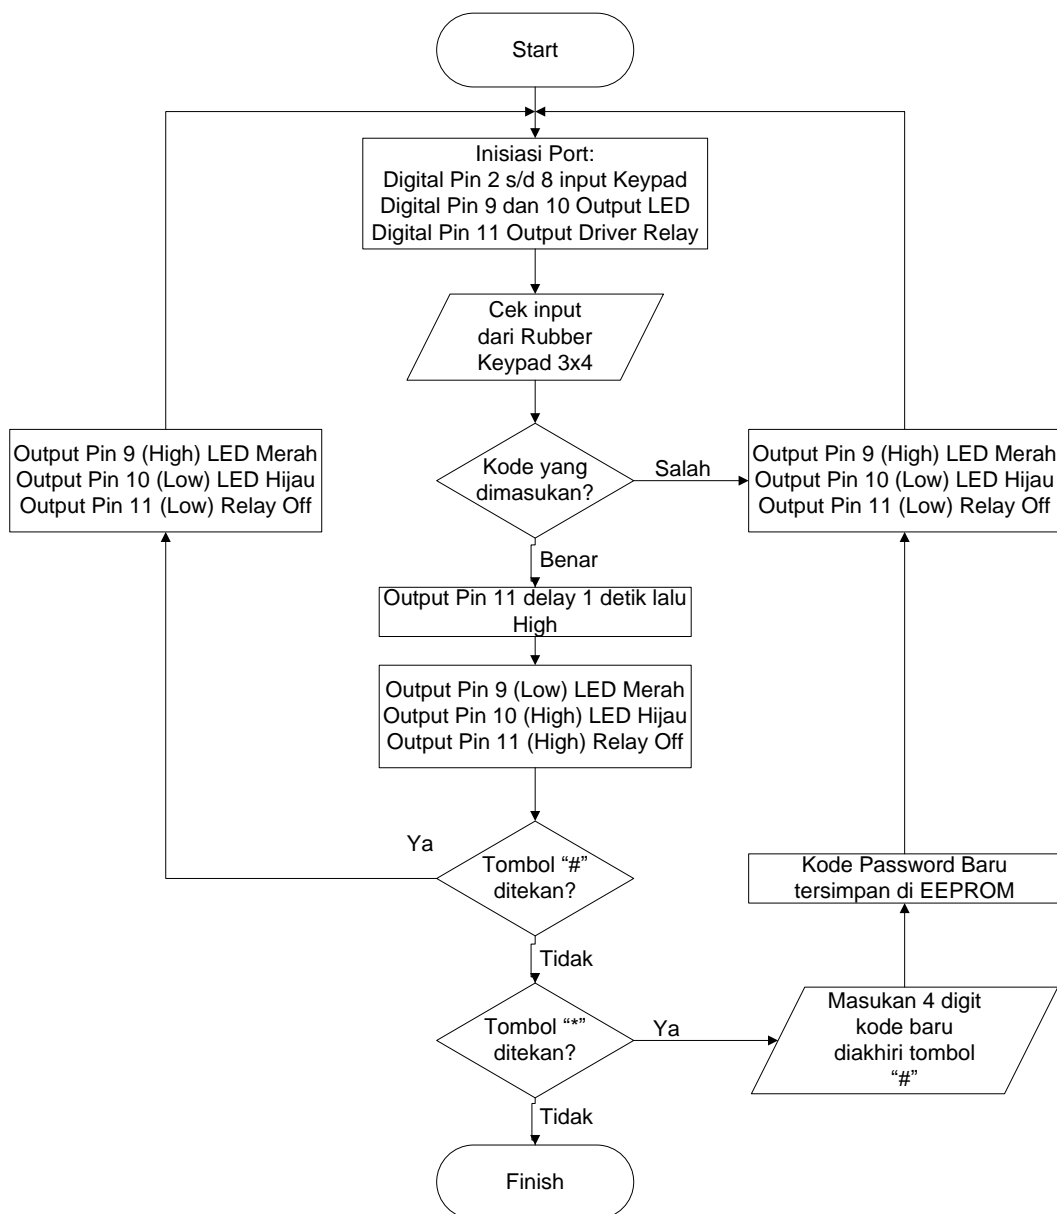 Start
Inisiasi Port:
Digital Pin 2 s/d 8 input Keypad
Digital Pin 9 dan 10 Output LED
Digital Pin 11 Output Driver Relay
Cek input
dari Rubber
Keypad 3x4
Output Pin 9 (High) LED Merah
Output Pin 10 (Low) LED Hijau
Output Pin 11 (Low) Relay Off
Kode yang
dimasukan?
Salah
Output Pin 9 (High) LED Merah
Output Pin 10 (Low) LED Hijau
Output Pin 11 (Low) Relay Off
Benar
Output Pin 11 delay 1 detik lalu
High
Output Pin 9 (Low) LED Merah
Output Pin 10 (High) LED Hijau
Output Pin 11 (High) Relay Off
Ya
Tombol “#”
ditekan?
Kode Password Baru
tersimpan di EEPROM
Tidak
Tombol “*”
ditekan?
Ya
Masukan 4 digit
kode baru
diakhiri tombol
“#”
Tidak
Finish